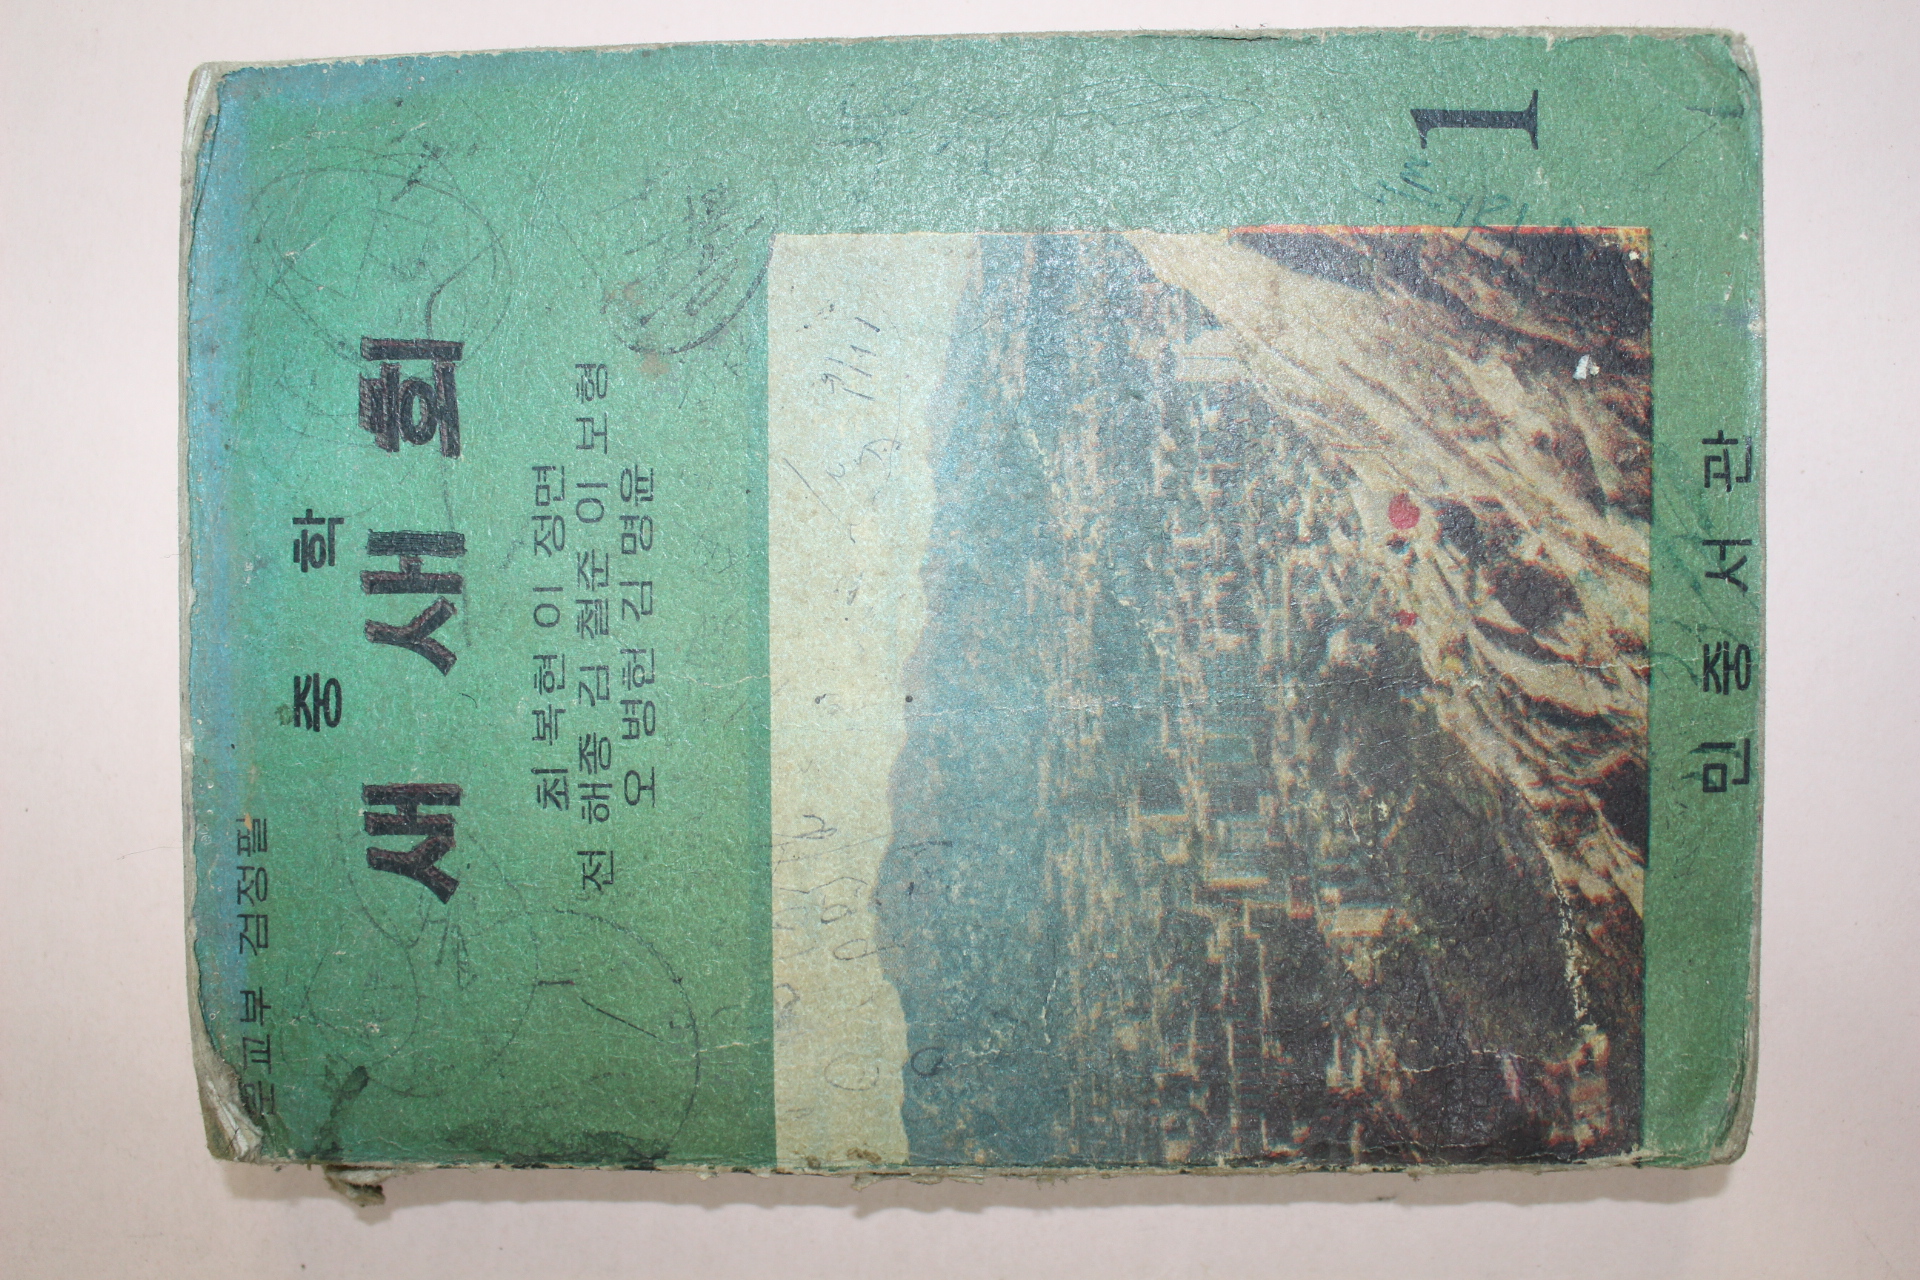 문교부 검정필
중학
새 새 회
최 복현 이 정면
전 해종 김 철준 이 보형
오 병헌 김 명윤
1
민중서관